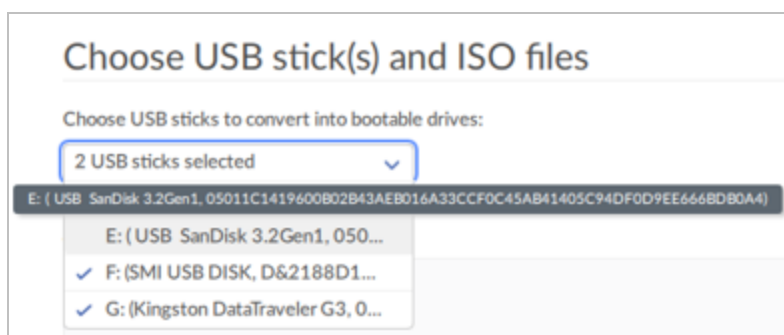 Choose USB stick(s) and ISO files
Choose USB sticks to convert into bootable drives:
2 USB sticks selected
E: ( USB SanDisk 3.2Gen1, 05011C1419600B02B43AEB016A33CCF0C45AB41405C94DF0D9EE666BDB0A4)
E: ( USB SanDisk 3.2Gen1, 050...
F: (SMI USB DISK, D&2188D1...
G: (Kingston DataTraveler G3, 0...